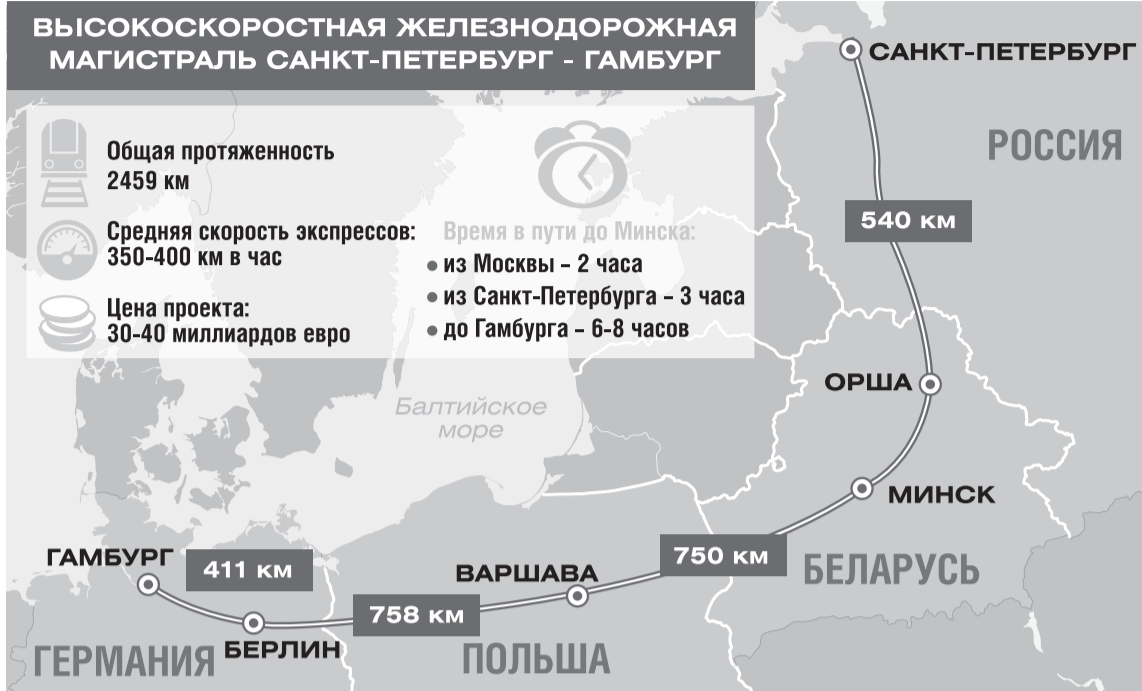 ВЫСОКОСКОРОСТНАЯ ЖЕЛЕЗНОДОРОЖНАЯ
МАГИСТРАЛЬ САНКТ-ПЕТЕРБУРГ - ГАМБУРГ
Общая протяженность
2459 км
Средняя скорость экспрессов:
350-400 км в час
Цена проекта:
30-40 миллиардов евро
Время в пути до Минска:
• из Москвы – 2 часа
• из Санкт-Петербурга – 3 часа
• до Гамбурга – 6-8 часов
САНКТ-ПЕТЕРБУРГ
РОССИЯ
540 км
ОРША
Балтийское
море
МИНСК
ГАМБУРГ
411 км
ВАРШАВА
750 км
БЕЛАРУСЬ
758 км
БЕРЛИН
ГЕРМАНИЯ
ПОЛЬША